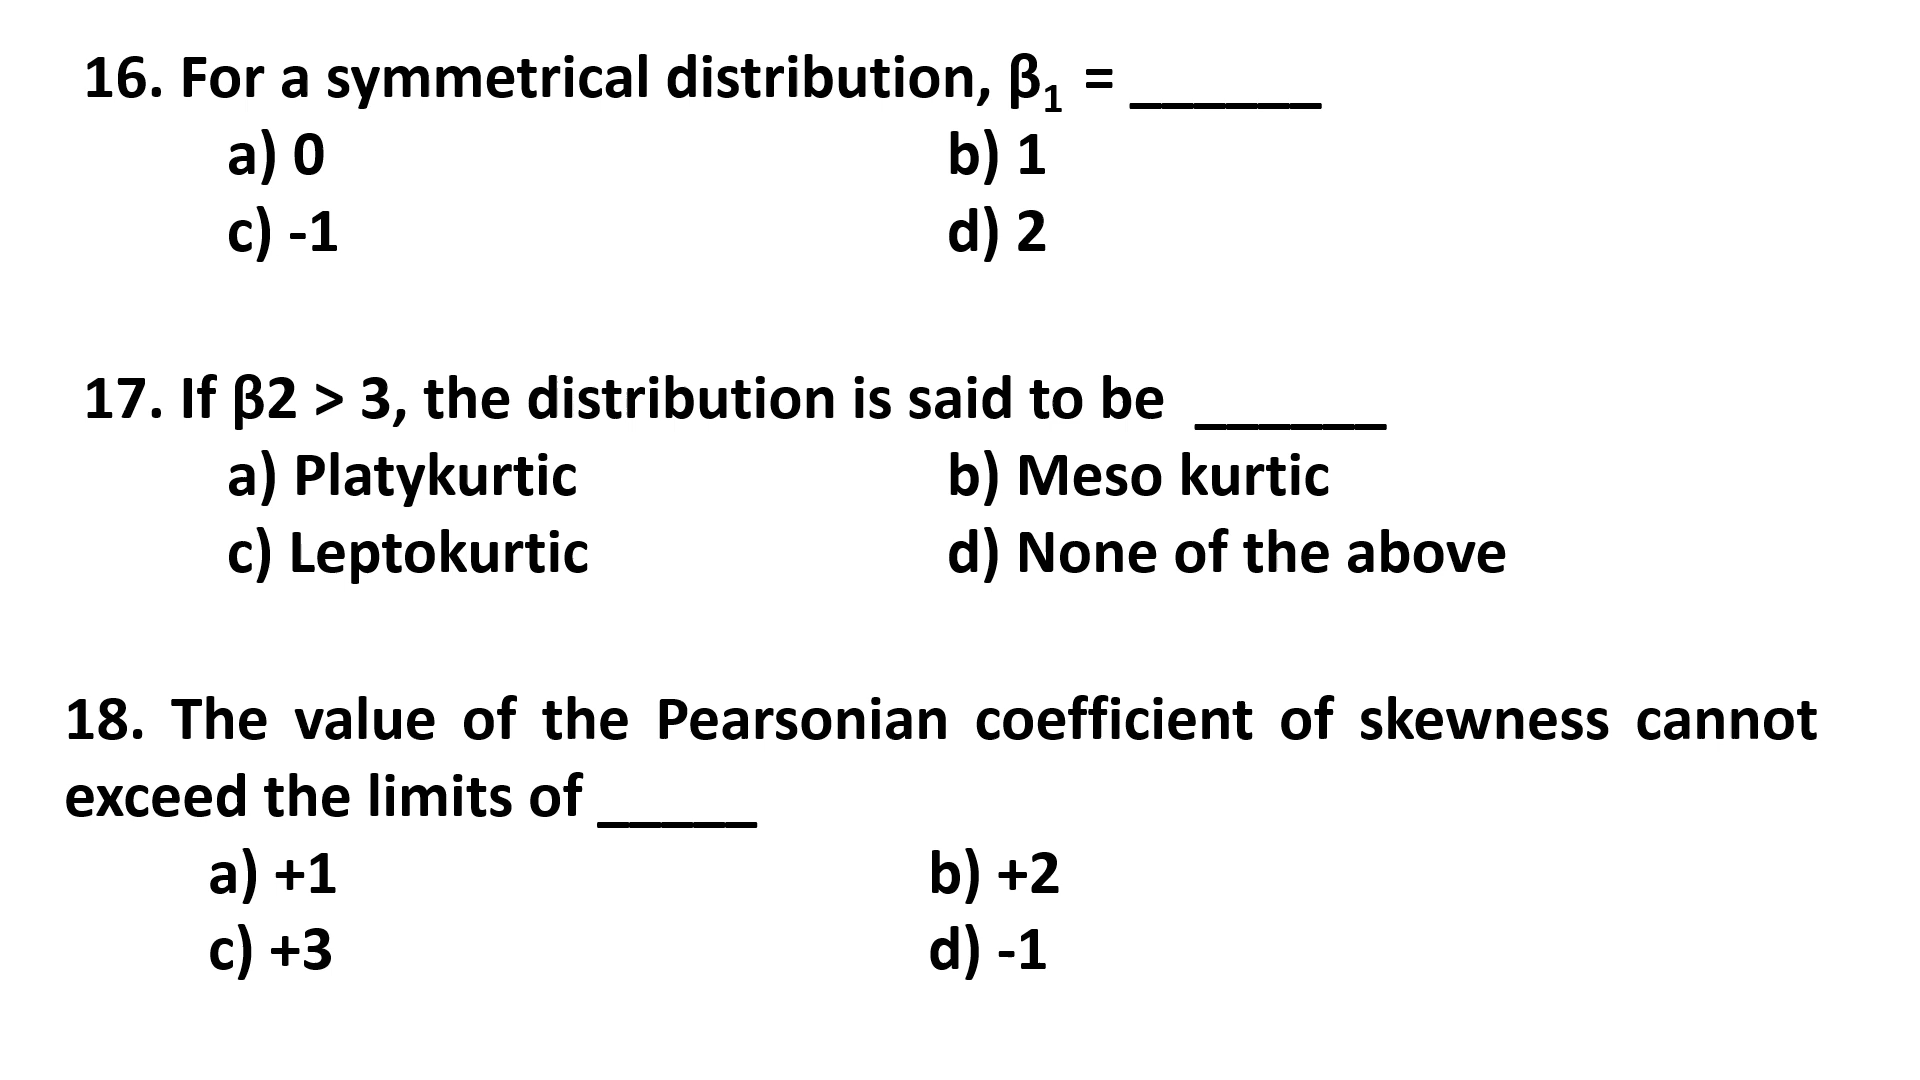 16. For a symmetrical distribution, β₁ = ______
a) 0 b) 1
c) -1 d) 2
17. If β2 > 3, the distribution is said to be ______
a) Platykurtic b) Meso kurtic
c) Leptokurtic d) None of the above
18. The value of the Pearsonian coefficient of skewness cannot
exceed the limits of _____
a) +1 b) +2
c) +3 d) -1